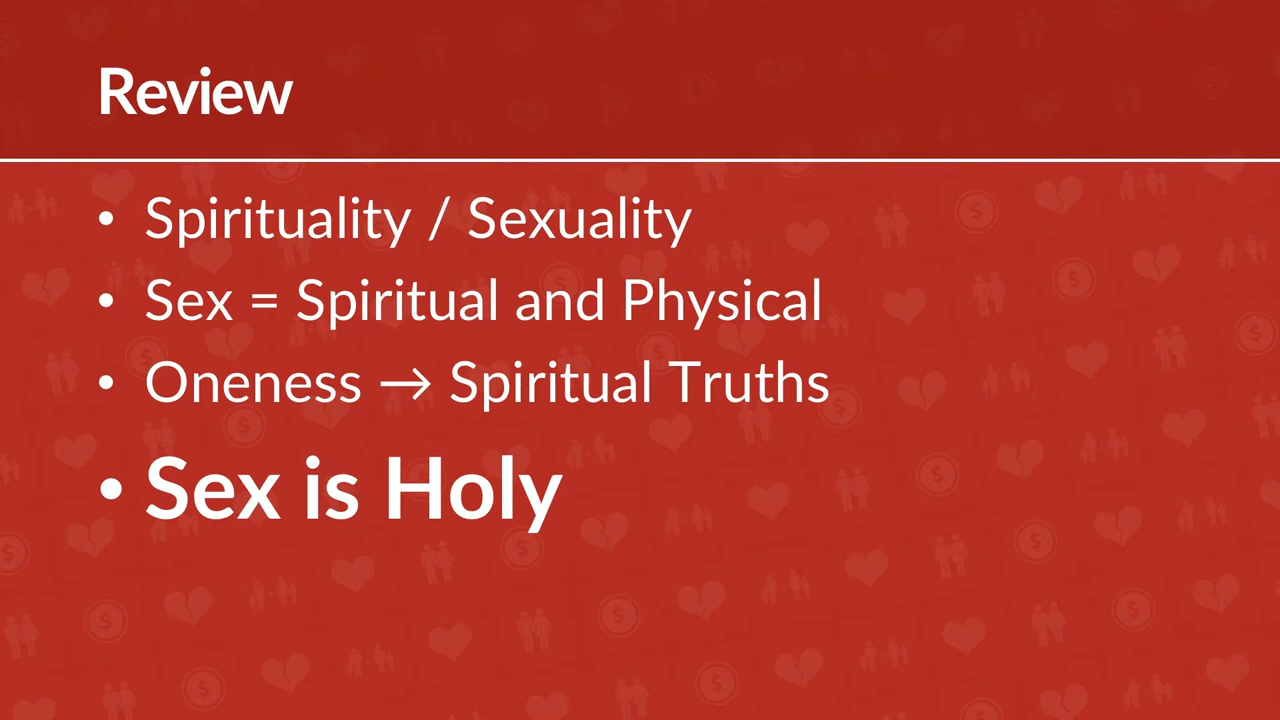 Review
• Spirituality / Sexuality
• Sex = Spiritual and Physical
• Oneness → Spiritual Truths
• Sex is Holy